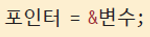 포인터 = &변수;